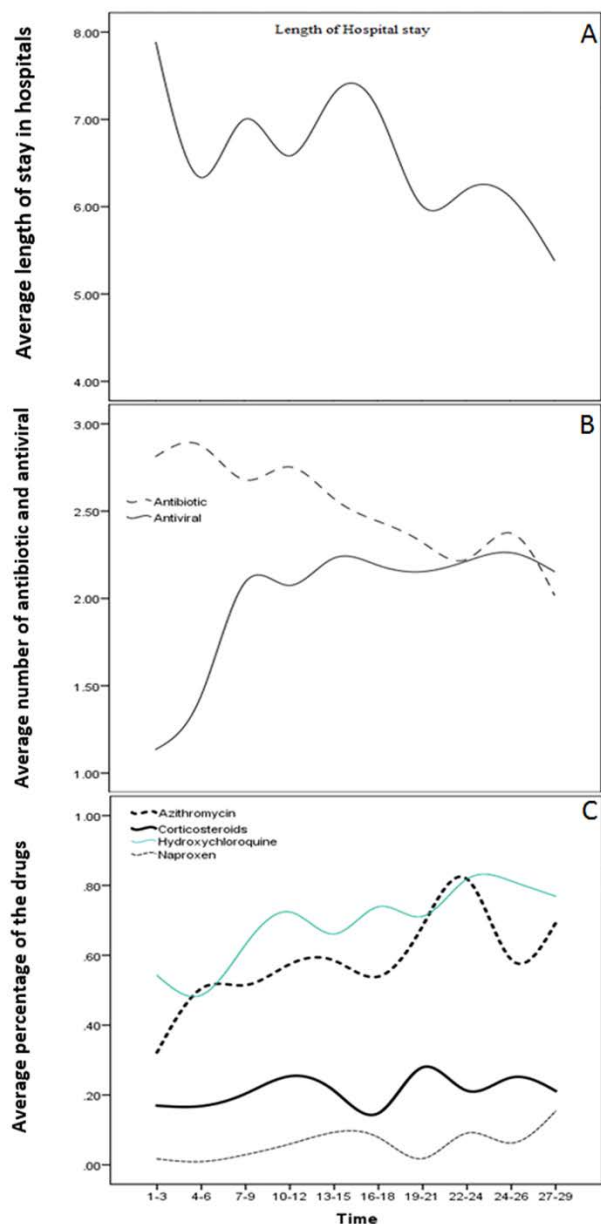 Average length of stay in hospitals
Length of Hospital stay
A
8.00
7.00
6.00
5.00
4.00
Average number of antibiotic and antiviral
B
3.00
2.50
2.00
1.50
1.00
Antibiotic
Antiviral
Average percentage of the drugs
C
1.00
.80
.60
.40
.20
.00
Azithromycin
Corticosteroids
Hydroxychloroquine
Naproxen
1-3 4-6 7-9 10-12 13-15 16-18 19-21 22-24 24-26 27-29
Time